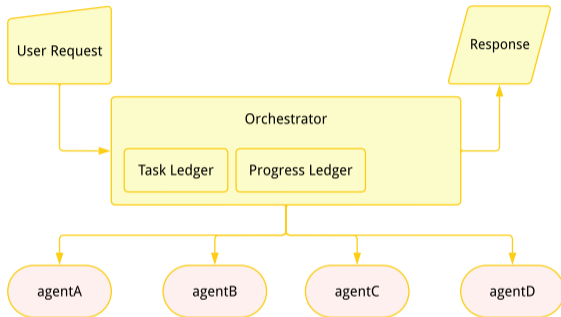 User Request
Response
Orchestrator
Task Ledger
Progress Ledger
agentA
agentB
agentC
agentD